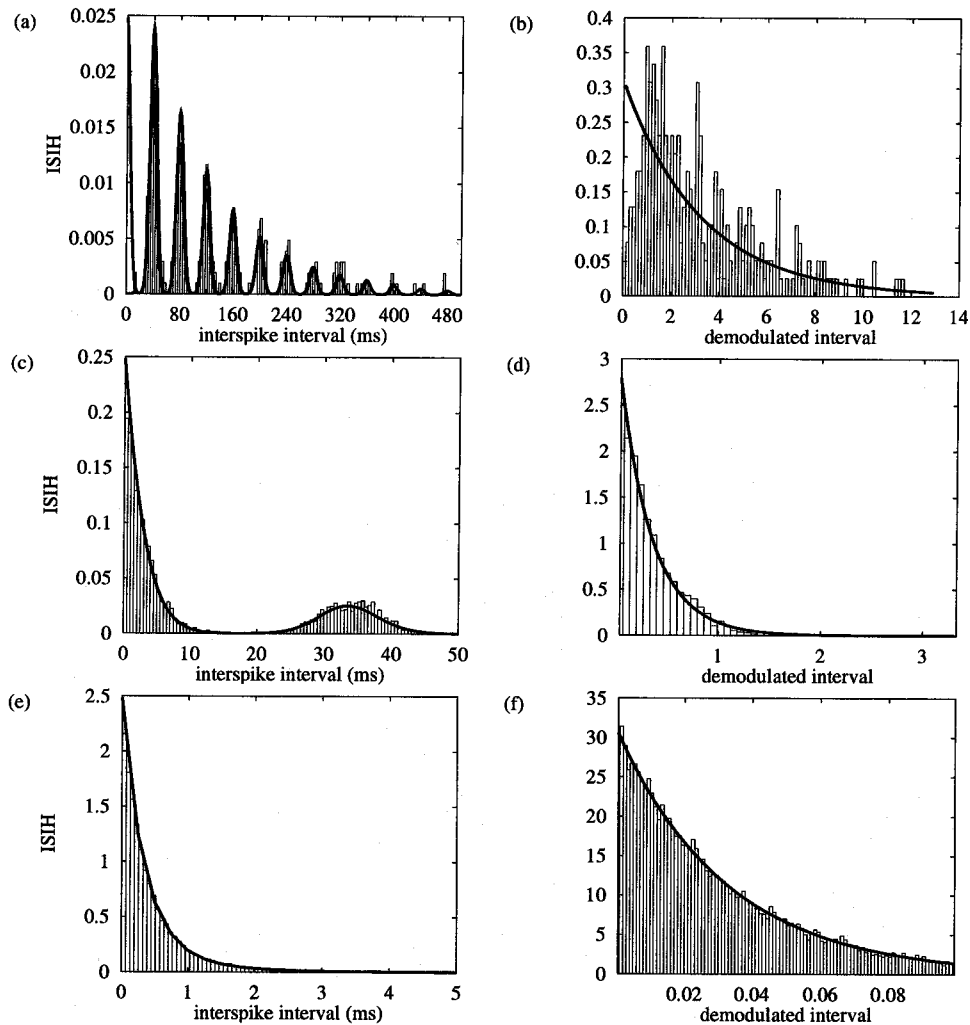 (a)
0.025
0.02
0.015
0.01
0.005
0
ISIH
0 80 160 240 320 400 480
interspike interval (ms)
(b)
0.4
0.35
0.3
0.25
0.2
0.15
0.1
0.05
0
0 2 4 6 8 10 12 14
demodulated interval
(c)
0.25
0.2
0.15
0.1
0.05
0
ISIH
0 10 20 30 40 50
interspike interval (ms)
(d)
3
2.5
2
1.5
1
0.5
0
1 2 3
demodulated interval
(e)
2.5
2
1.5
1
0.5
0
ISIH
0 1 2 3 4 5
interspike interval (ms)
(f)
35
30
25
20
15
10
5
0
0.02 0.04 0.06 0.08
demodulated interval